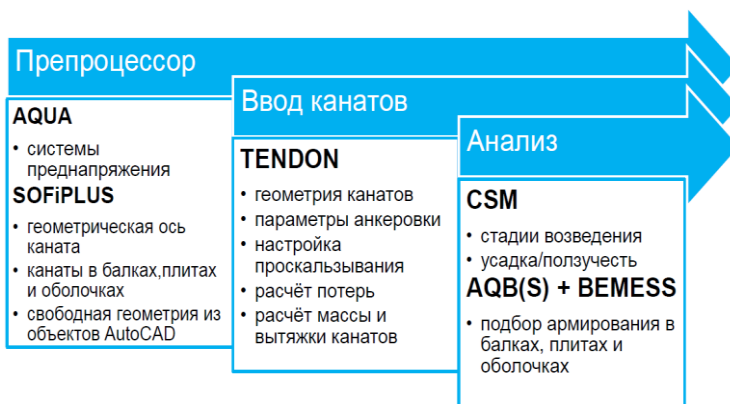 Препроцессор
AQUA
• системы
преднапряжения
SOFiPLUS
• геометрическая ось
каната
• канаты в балках,плитах
и оболочках
• свободная геометрия из
объектов AutoCAD
Ввод канатов
TENDON
• геометрия канатов
• параметры анкеровки
• настройка
проскальзывания
• расчёт потерь
• расчёт массы и
вытяжки канатов
Анализ
CSM
• стадии возведения
• усадка/ползучесть
AQB(S) + BEMESS
• подбор армирования в
балках, плитах и
оболочках